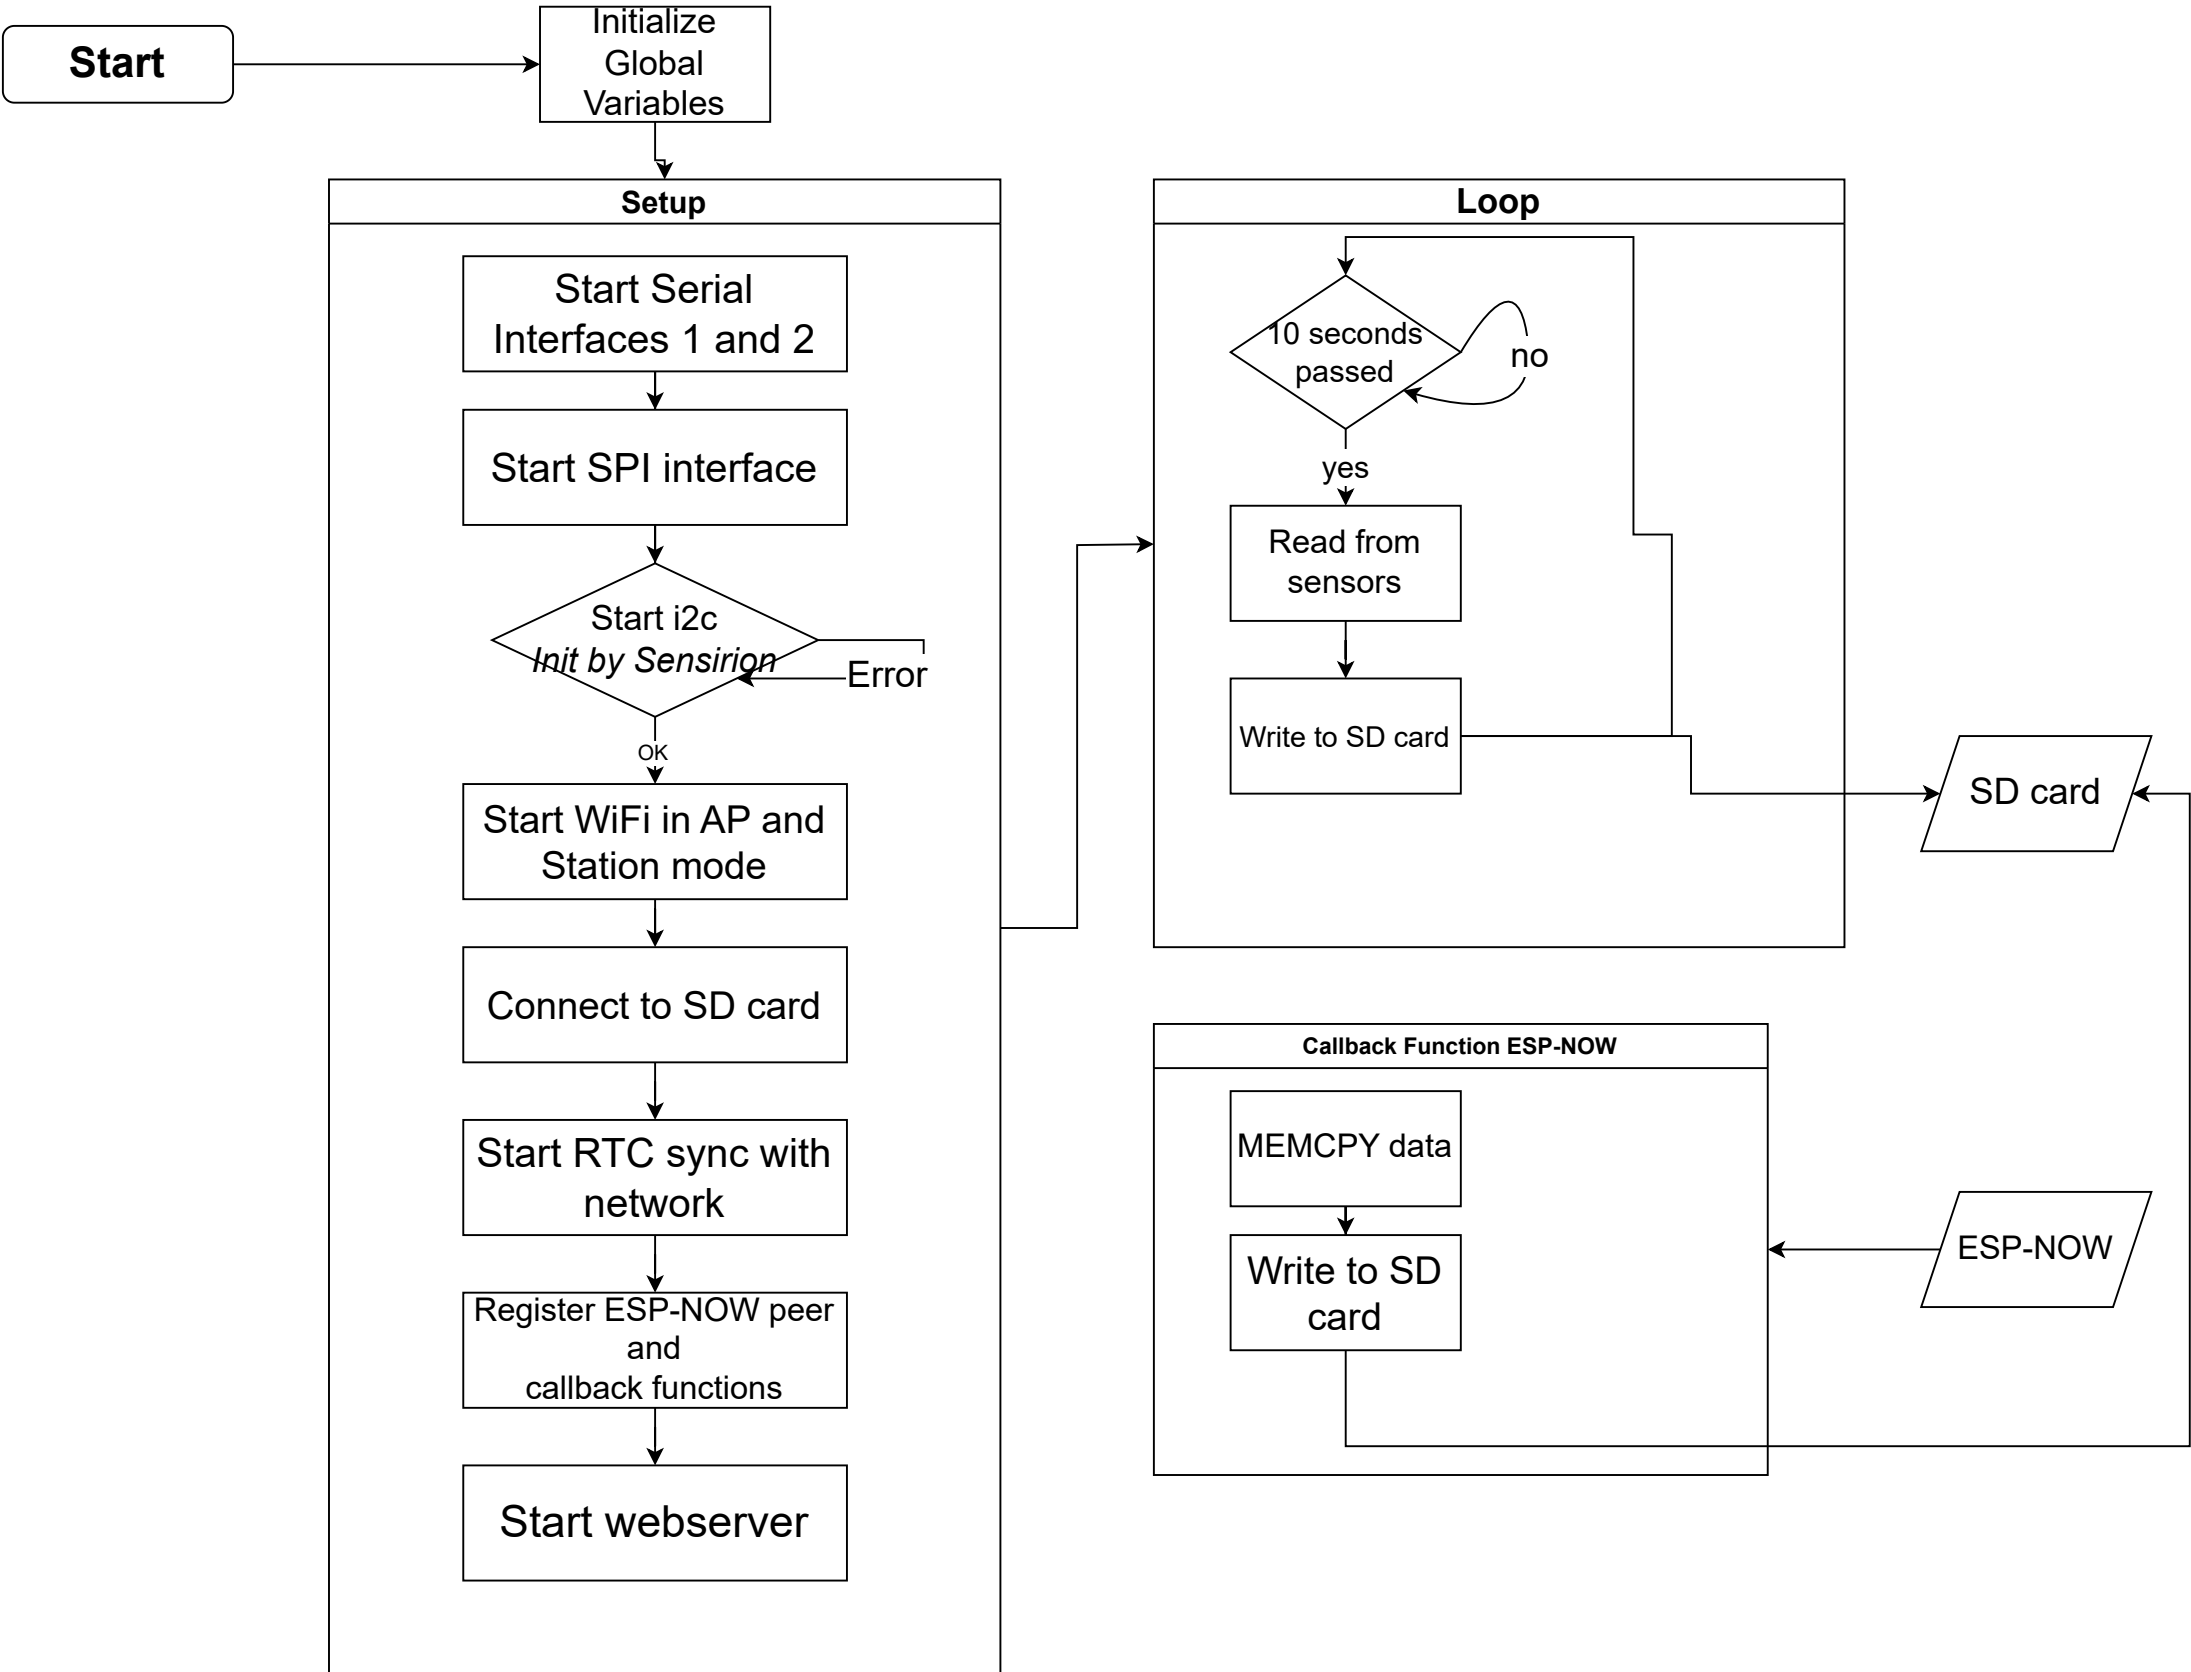 Start
Initialize
Global
Variables
Setup
Start Serial
Interfaces 1 and 2
Start SPI interface
Start i2c
Init by Sensirion
Error
OK
Start WiFi in AP and
Station mode
Connect to SD card
Start RTC sync with
network
Register ESP-NOW peer
and
callback functions
Start webserver
Loop
10 seconds
passed
no
yes
Read from
sensors
Write to SD card
SD card
Callback Function ESP-NOW
MEMCPY data
Write to SD
card
ESP-NOW